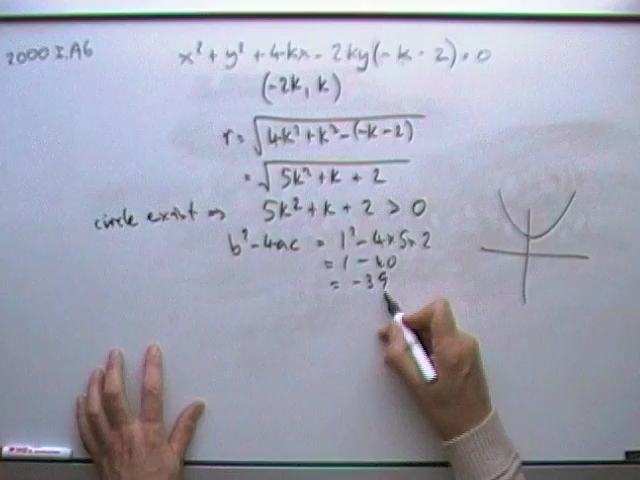 2000 I.A6
x² + y² + 4kx - 2ky(-k - 2) = 0
(-2k, k)
r = √4k² + k² - (-k - 2)
= √5k² + k + 2
circle exist ⇒ 5k² + k + 2 > 0
b² - 4ac = 1² - 4×5×2
= 1 - 40
= -39